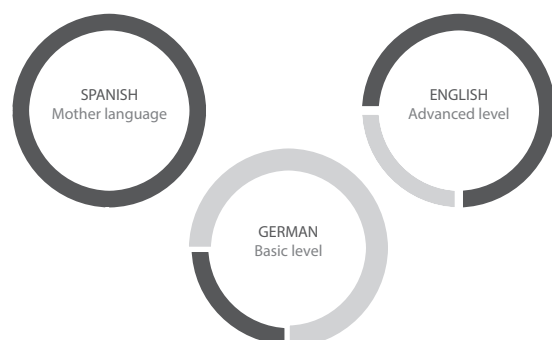 SPANISH
Mother language
ENGLISH
Advanced level
GERMAN
Basic level